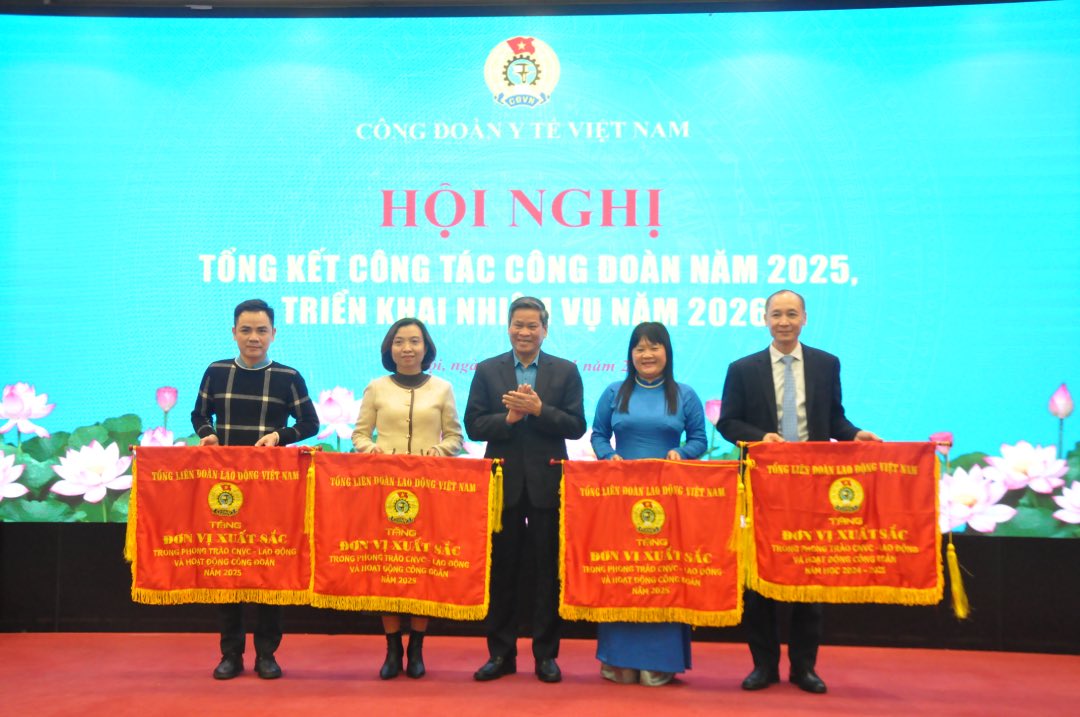 CĐVN
CÔNG ĐOÀN Y TẾ VIỆT NAM
HỘI NGHỊ
TỔNG KẾT CÔNG TÁC CÔNG ĐOÀN NĂM 2025,
TRIỂN KHAI NHIỆM VỤ NĂM 2026
TỔNG LIÊN ĐOÀN LAO ĐỘNG VIỆT NAM
TẶNG
ĐƠN VỊ XUẤT SẮC
TRONG PHONG TRÀO CNVC - LAO ĐỘNG
VÀ HOẠT ĐỘNG CÔNG ĐOÀN
NĂM 2025
TỔNG LIÊN ĐOÀN LAO ĐỘNG VIỆT NAM
TẶNG
ĐƠN VỊ XUẤT SẮC
TRONG PHONG TRÀO CNVC - LAO ĐỘNG
VÀ HOẠT ĐỘNG CÔNG ĐOÀN
NĂM 2025
TỔNG LIÊN ĐOÀN LAO ĐỘNG VIỆT NAM
TẶNG
ĐƠN VỊ XUẤT SẮC
TRONG PHONG TRÀO CNVC - LAO ĐỘNG
VÀ HOẠT ĐỘNG CÔNG ĐOÀN
NĂM 2025
TỔNG LIÊN ĐOÀN LAO ĐỘNG VIỆT NAM
TẶNG
ĐƠN VỊ XUẤT SẮC
TRONG PHONG TRÀO CNVC - LAO ĐỘNG
VÀ HOẠT ĐỘNG CÔNG ĐOÀN
NĂM HỌC 2024 - 2025